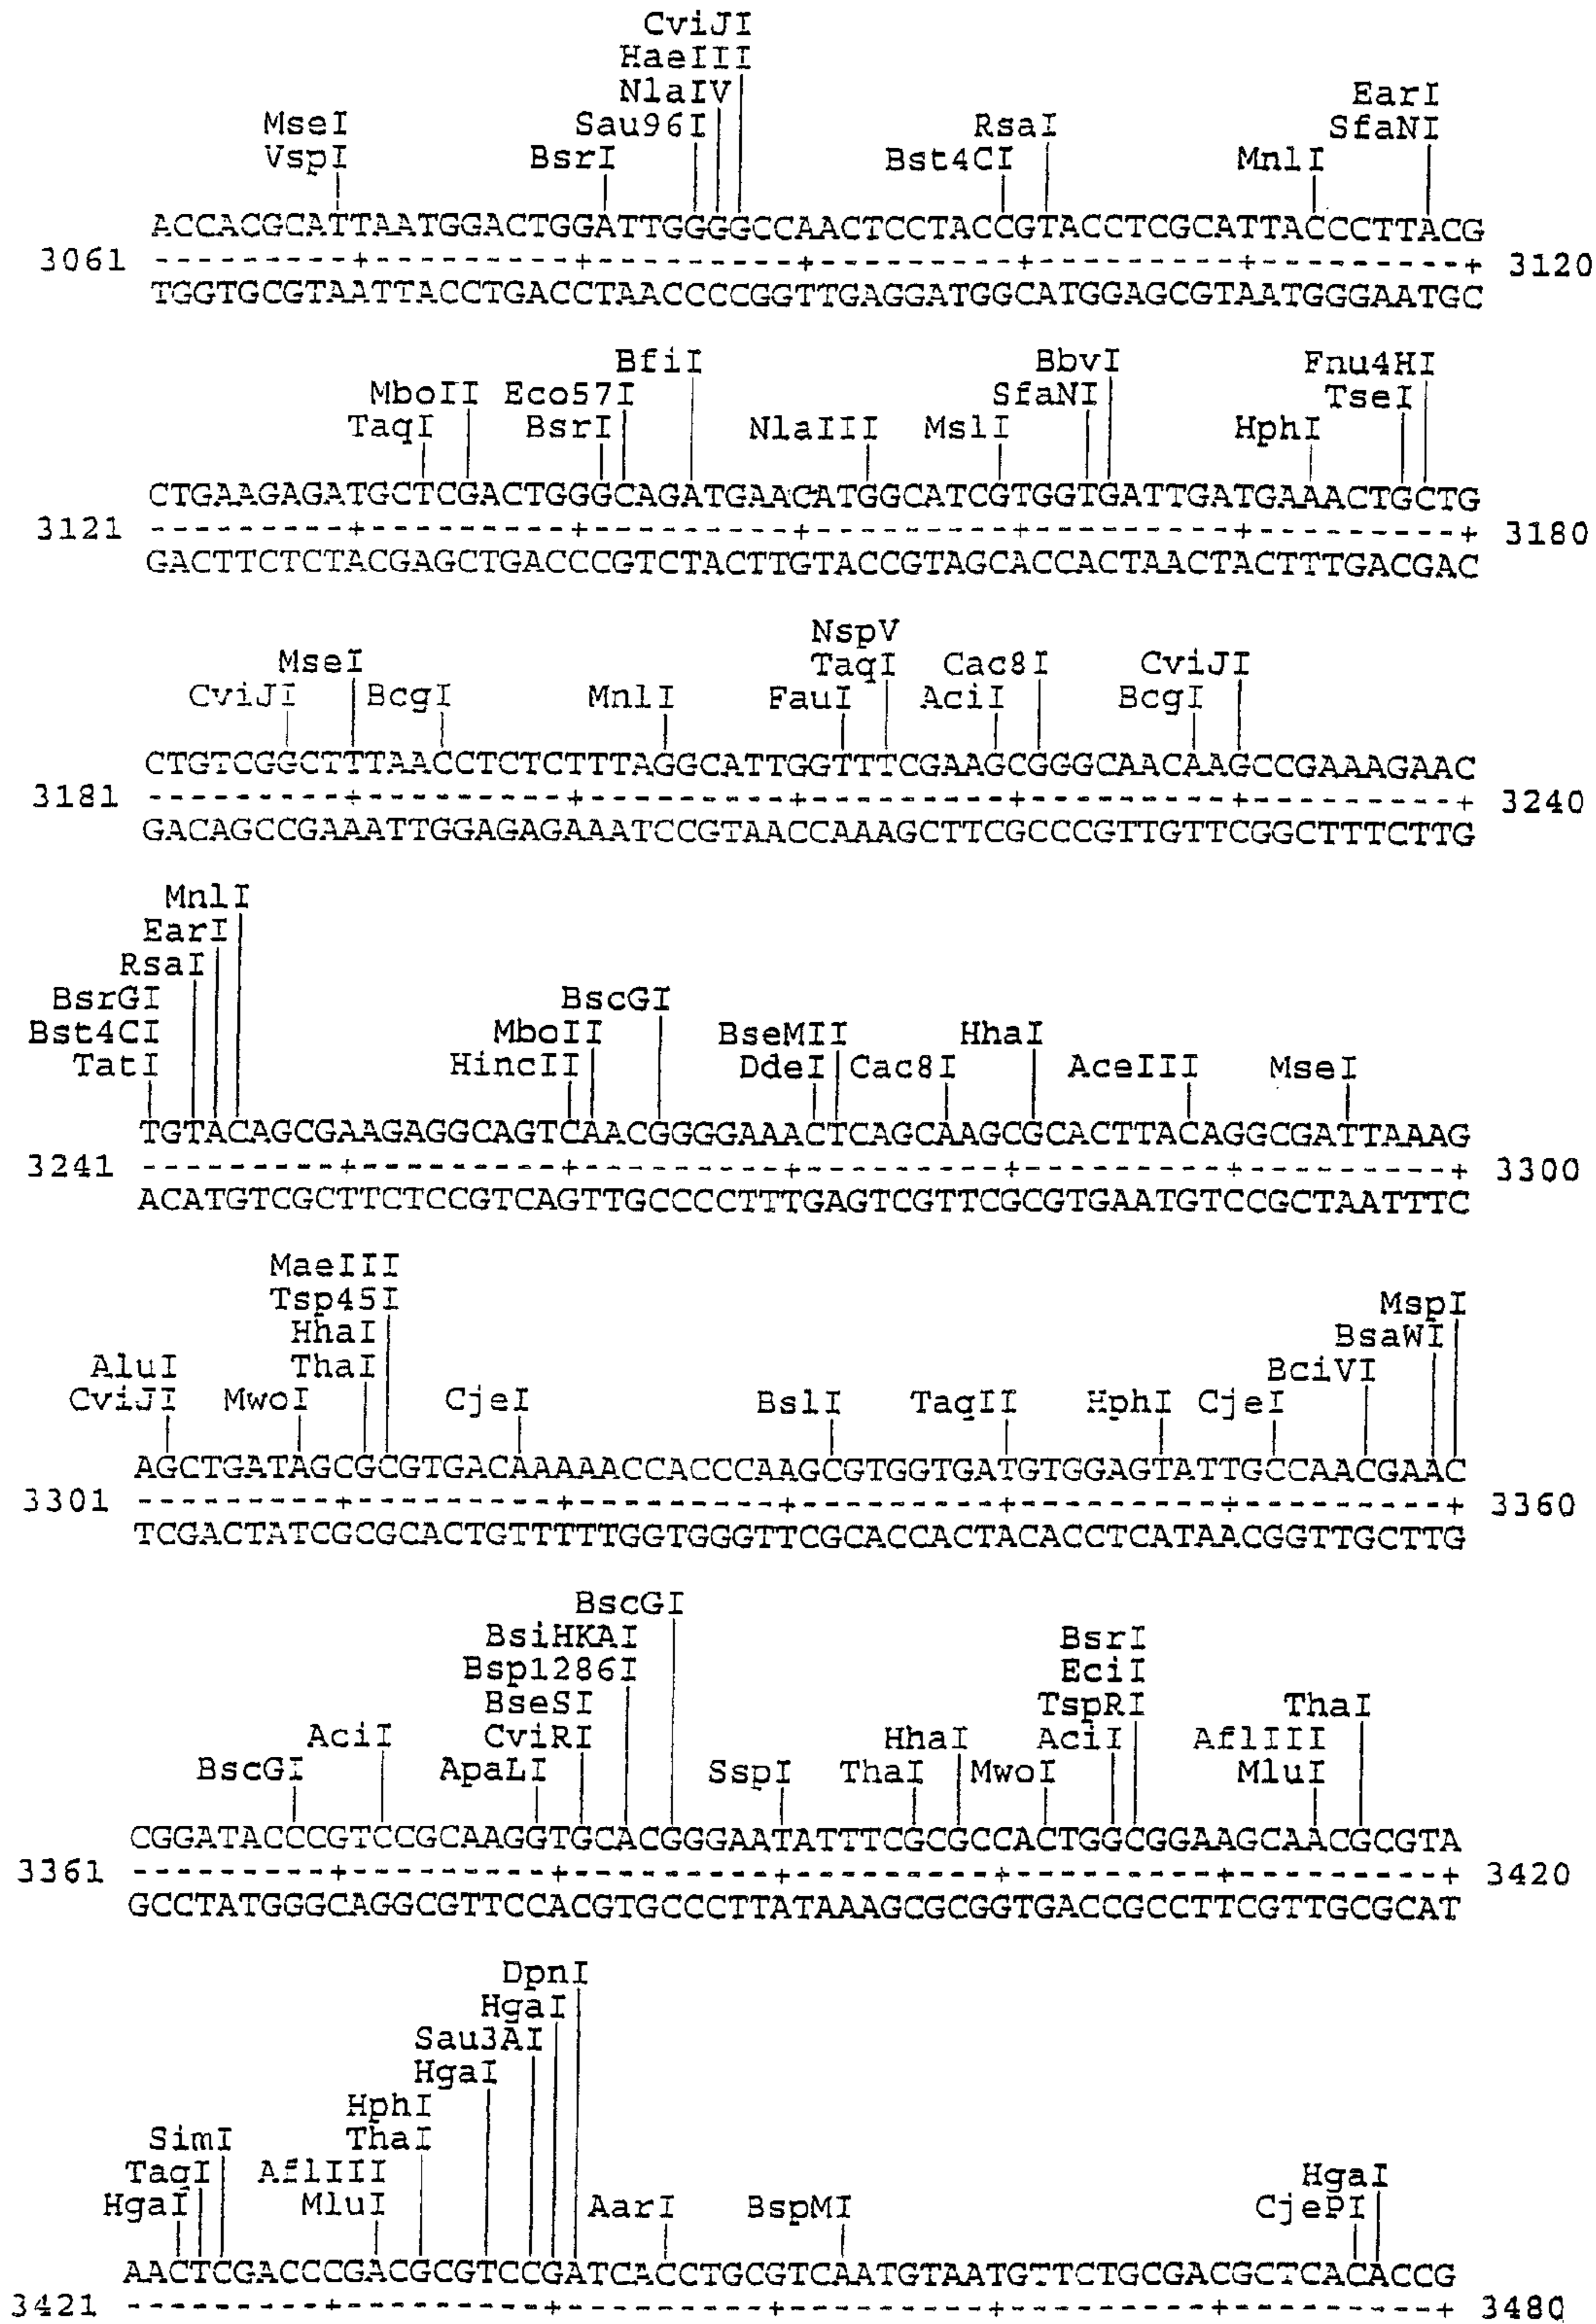 CviJI
HaeIII
NlaIV EarI
MseI Sau96I RsaI SfaNI
VspI BsrI Bst4CI MnlI
ACCACGCATTAATGGACTGGATTGGGGCCAACTCCTACCGTACCTCGCATTACCCTTACG
3061 ---------+---------+---------+---------+---------+---------+ 3120
TGGTGCGTAATTACCTGACCTAACCCCGGTTGAGGATGGCATGGAGCGTAATGGGAATGC
BfiI BbvI Fnu4HI
MboII Eco57I SfaNI TseI
TaqI BsrI NlaIII MslI HphI
CTGAAGAGATGCTCGACTGGGCAGATGAACATGGCATCGTGGTGATTGATGAAACTGCTG
3121 ---------+---------+---------+---------+---------+---------+ 3180
GACTTCTCTACGAGCTGACCCGTCTACTTGTACCGTAGCACCACTAACTACTTTGACGAC
NspV
MseI TaqI Cac8I CviJI
CviJI BcgI MnlI FauI AciI BcgI
CTGTCGGCTTTAACCTCTCTTTAGGCATTGGTTTCGAAGCGGGCAACAAGCCGAAAGAAC
3181 ---------+---------+---------+---------+---------+---------+ 3240
GACAGCCGAAATTGGAGAGAAATCCGTAACCAAAGCTTCGCCCGTTGTTCGGCTTTCTTG
MnlI
EarI
RsaI
BsrGI BscGI
Bst4CI MboII BseMII HhaI
TatI HincII DdeI Cac8I AceIII MseI
TGTACAGCGAAGAGGCAGTCAACGGGGAAACTCAGCAAGCGCACTTACAGGCGATTAAAG
3241 ---------+---------+---------+---------+---------+---------+ 3300
ACATGTCGCTTCTCCGTCAGTTGCCCCTTTGAGTCGTTCGCGTGAATGTCCGCTAATTTC
MaeIII
Tsp45I MspI
HhaI BsaWI
AluI ThaI BciVI
CviJI MwoI CjeI BslI TaqII HphI CjeI
AGCTGATAGCGCGTGACAAAAACCACCCAAGCGTGGTGATGTGGAGTATTGCCAACGAAC
3301 ---------+---------+---------+---------+---------+---------+ 3360
TCGACTATCGCGCACTGTTTTTGGTGGGTTCGCACCACTACACCTCATAACGGTTGCTTG
BscGI
BsiHKAI BsrI
Bsp1286I EciI
BseSI TspRI ThaI
AciI CviRI HhaI AciI AflIII
BscGI ApaLI SspI ThaI MwoI MluI
CGGATACCCGTCCGCAAGGTGCACGGGAATATTTCGCGCCACTGGCGGAAGCAACGCGTA
3361 ---------+---------+---------+---------+---------+---------+ 3420
GCCTATGGGCAGGCGTTCCACGTGCCCTTATAAAGCGCGGTGACCGCCTTCGTTGCGCAT
DpnI
HgaI
Sau3AI
HgaI
HphI
SimI ThaI
TaqI AflIII HgaI
HgaI MluI AarI BspMI CjePI
AACTCGACCCGACGCGTCCGATCACCTGCGTCAATGTAATGTTCTGCGACGCTCACACCG
3421 ---------+---------+---------+---------+---------+---------+ 3480